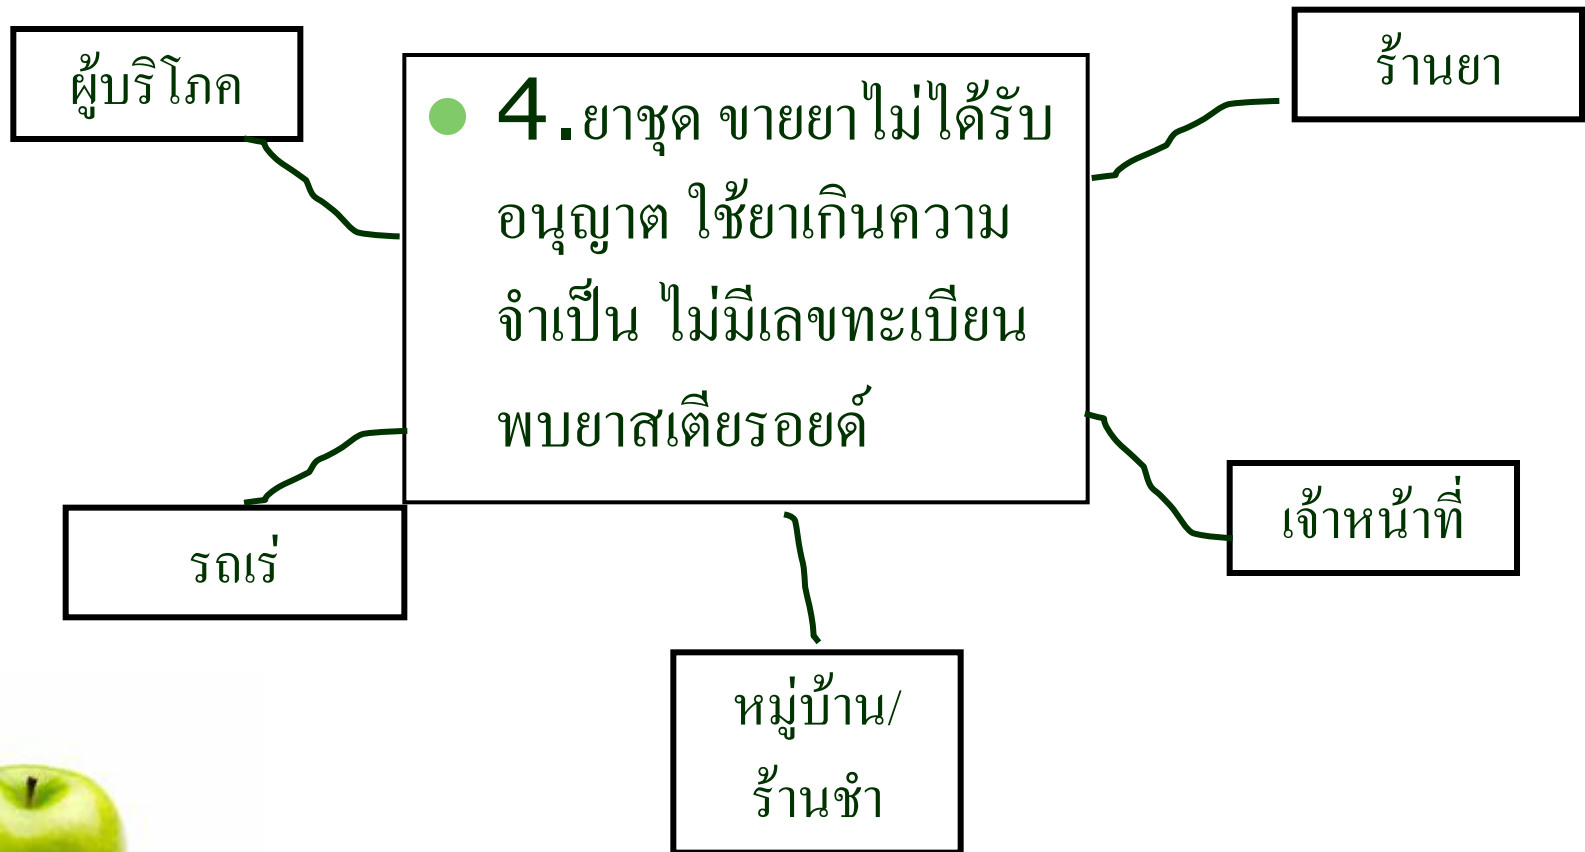 ผู้บริโภค
ร้านยา
4.ยาชุด ขายยาไม่ได้รับ
อนุญาต ใช้ยาเกินความ
จำเป็น ไม่มีเลขทะเบียน
พบยาสเตียรอยด์
เจ้าหน้าที่
รถเร่
หมู่บ้าน/
ร้านชำ